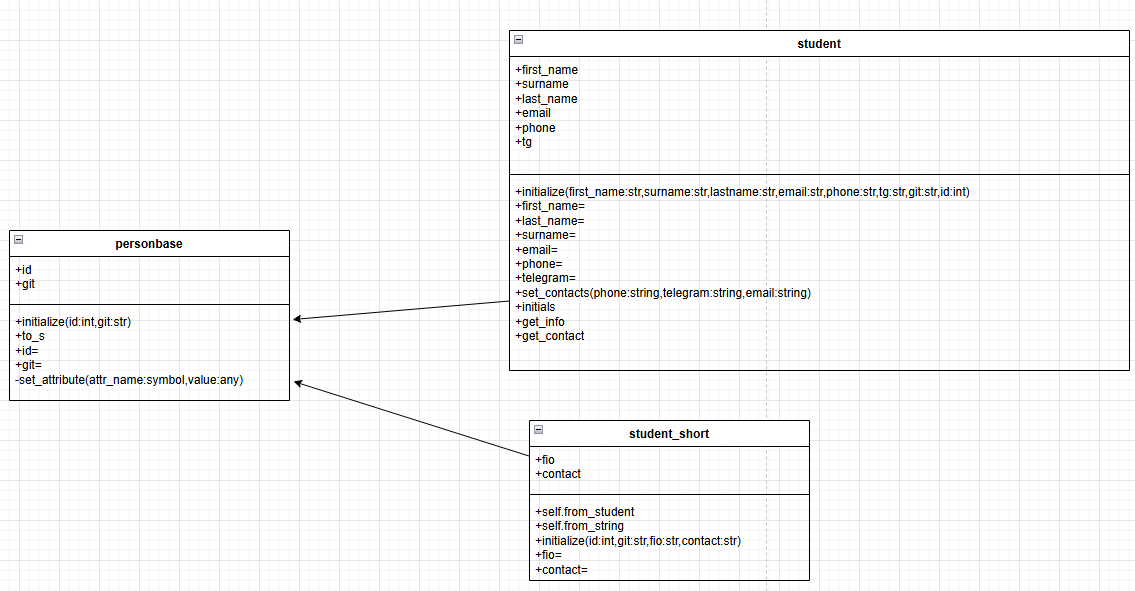 student
+first_name
+surname
+last_name
+email
+phone
+tg
+initialize(first_name:str,surname:str,lastname:str,email:str,phone:str,tg:str,git:str,id:int)
+first_name=
+last_name=
+surname=
+email=
+phone=
+telegram=
+set_contacts(phone:string,telegram:string,email:string)
+initials
+get_info
+get_contact
personbase
+id
+git
+initialize(id:int,git:str)
+to_s
+id=
+git=
-set_attribute(attr_name:symbol,value:any)
student_short
+fio
+contact
+self.from_student
+self.from_string
+initialize(id:int,git:str,fio:str,contact:str)
+fio=
+contact=